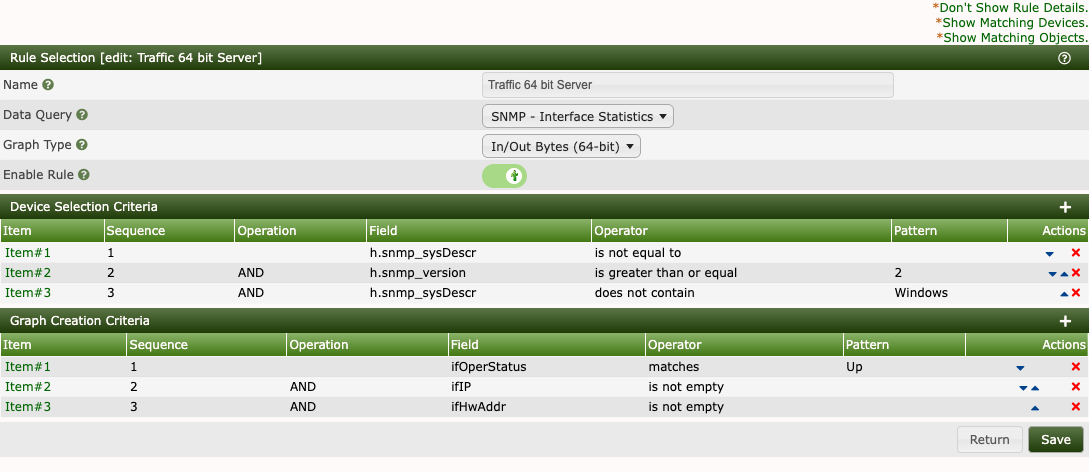 *Don't Show Rule Details.
*Show Matching Devices.
*Show Matching Objects.
Rule Selection [edit: Traffic 64 bit Server]
Name
Traffic 64 bit Server
Data Query
SNMP - Interface Statistics
Graph Type
In/Out Bytes (64-bit)
Enable Rule
Device Selection Criteria
Item Sequence Operation Field Operator Pattern Actions
Item#1 1 h.snmp_sysDescr is not equal to
Item#2 2 AND h.snmp_version is greater than or equal 2
Item#3 3 AND h.snmp_sysDescr does not contain Windows
Graph Creation Criteria
Item Sequence Operation Field Operator Pattern Actions
Item#1 1 ifOperStatus matches Up
Item#2 2 AND ifIP is not empty
Item#3 3 AND ifHwAddr is not empty
Return Save